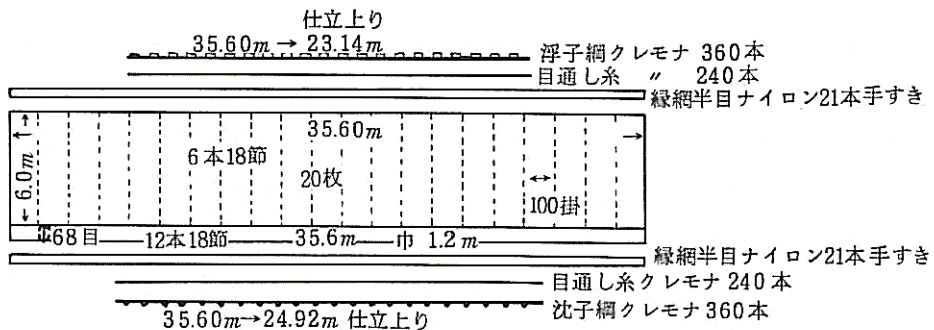 仕立上り
35.60m → 23.14m
浮子綱クレモナ 360本
目通し糸 〃 240本
縁網半目ナイロン21本手すき
35.60m
6本18節
6.0m
20枚
100掛
68目 12本18節 35.6m 巾 1.2m
縁網半目ナイロン21本手すき
目通し糸クレモナ 240本
沈子綱クレモナ360本
35.60m→24.92m 仕立上り